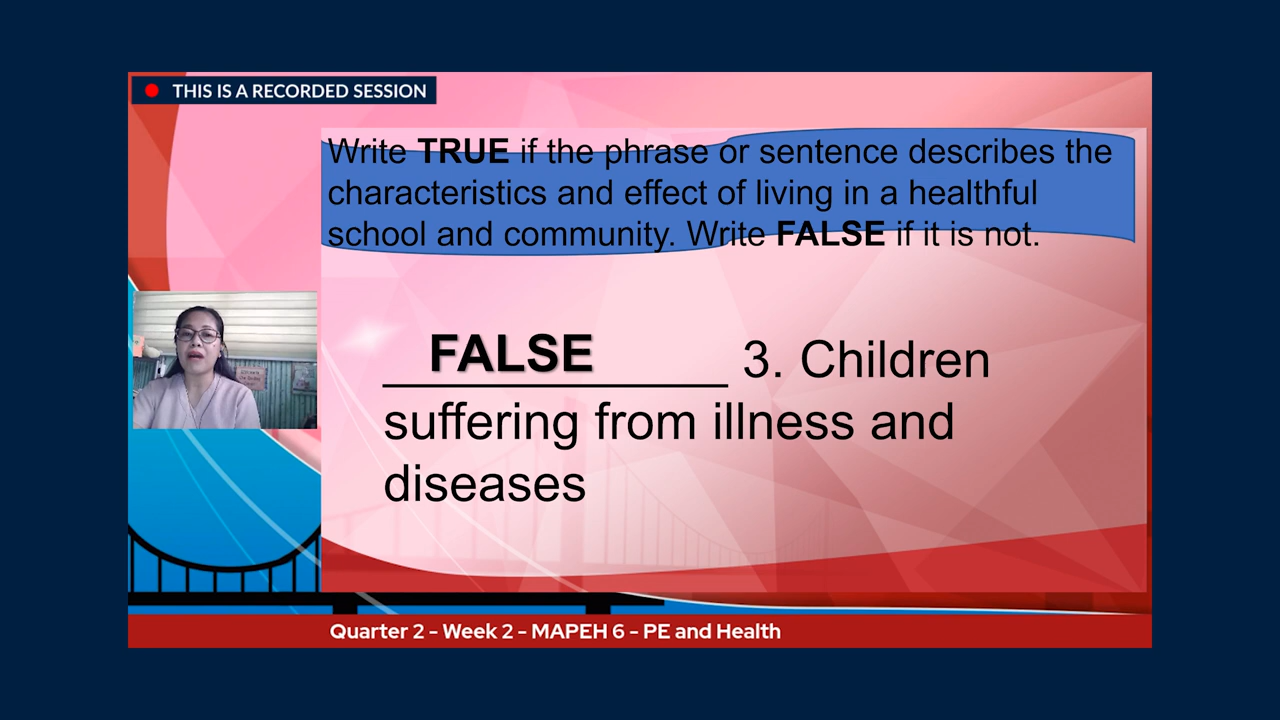 THIS IS A RECORDED SESSION
Write TRUE if the phrase or sentence describes the
characteristics and effect of living in a healthful
school and community. Write FALSE if it is not.
FALSE 3. Children
suffering from illness and
diseases
Quarter 2 - Week 2 - MAPEH 6 - PE and Health